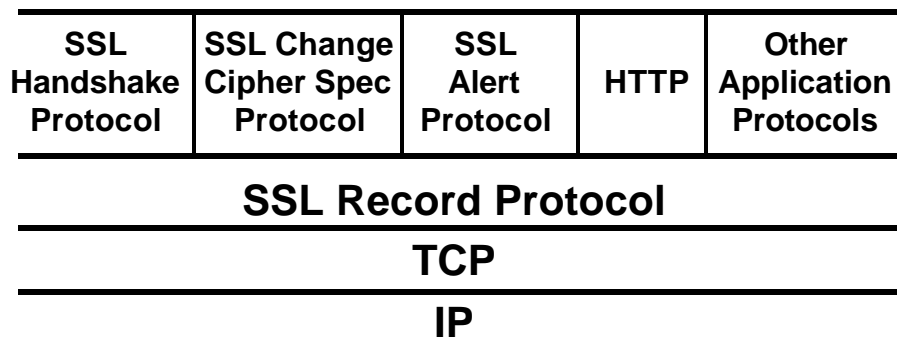 SSL
Handshake
Protocol
SSL Change
Cipher Spec
Protocol
SSL
Alert
Protocol
HTTP
Other
Application
Protocols
SSL Record Protocol
TCP
IP